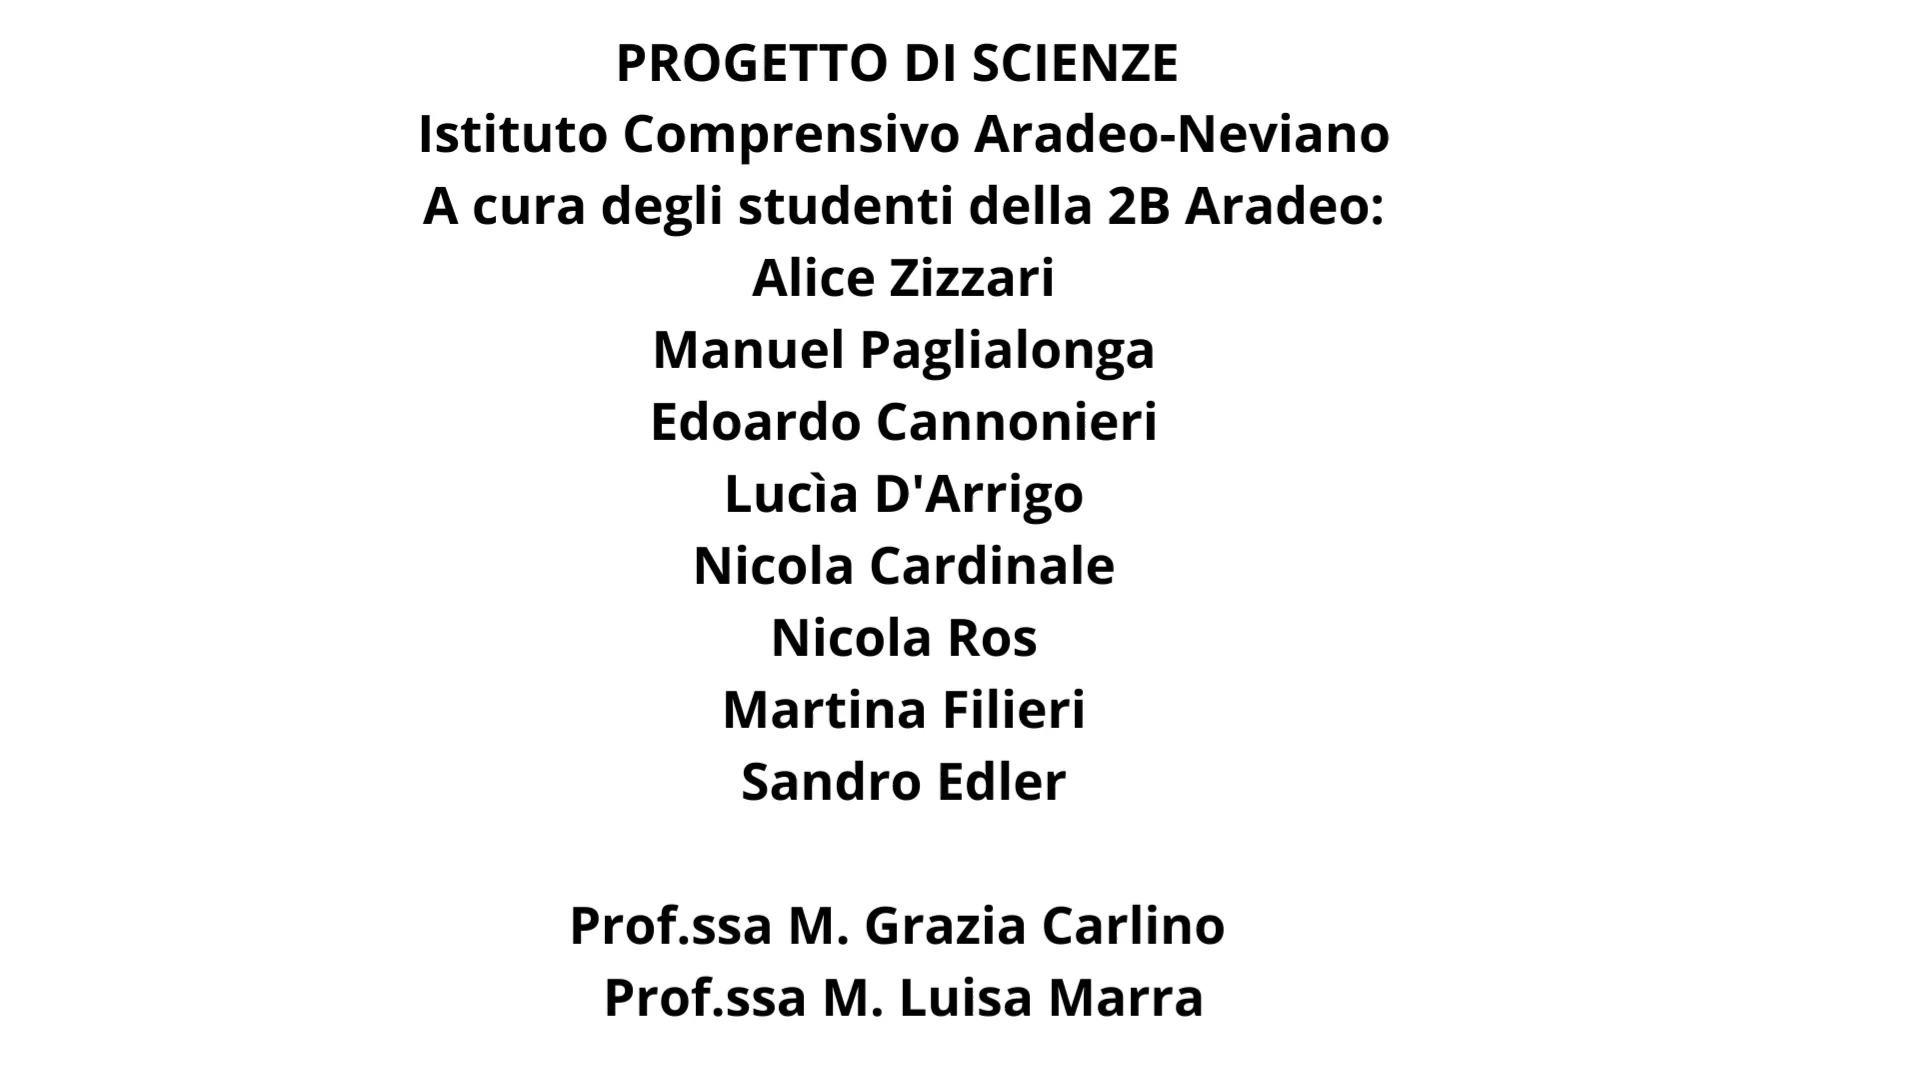 PROGETTO DI SCIENZE
Istituto Comprensivo Aradeo-Neviano
A cura degli studenti della 2B Aradeo:
Alice Zizzari
Manuel Paglialonga
Edoardo Cannonieri
Lucìa D'Arrigo
Nicola Cardinale
Nicola Ros
Martina Filieri
Sandro Edler
Prof.ssa M. Grazia Carlino
Prof.ssa M. Luisa Marra